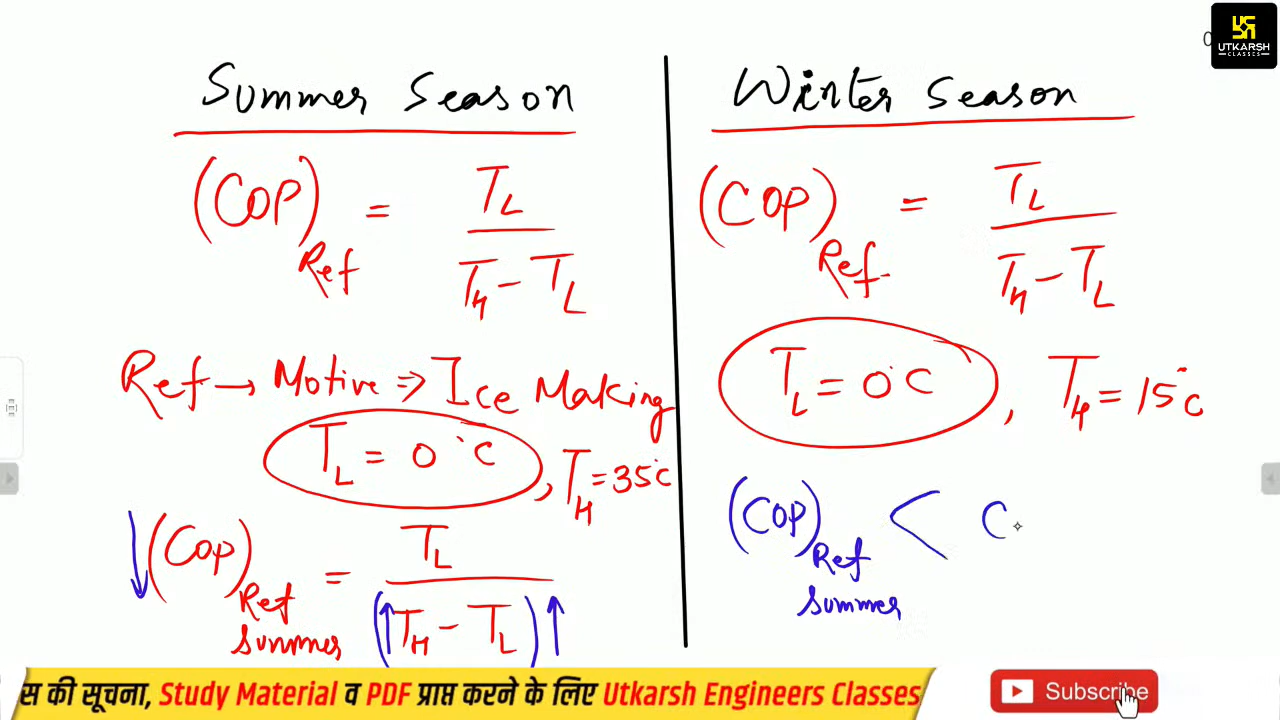 UTKARSH
CLASSES
Summer Season
(COP)Ref = TL / TH - TL
Ref → Motive ⇒ Ice Making
TL = 0°C, TH = 35°C
↓(COP)Ref summer = TL / (↑TH - TL)↑
Winter Season
(COP)Ref = TL / TH - TL
TL = 0°C, TH = 15°C
(COP)Ref summer < C
स की सूचना, Study Material व PDF प्राप्त करने के लिए Utkarsh Engineers Classes
Subscribe